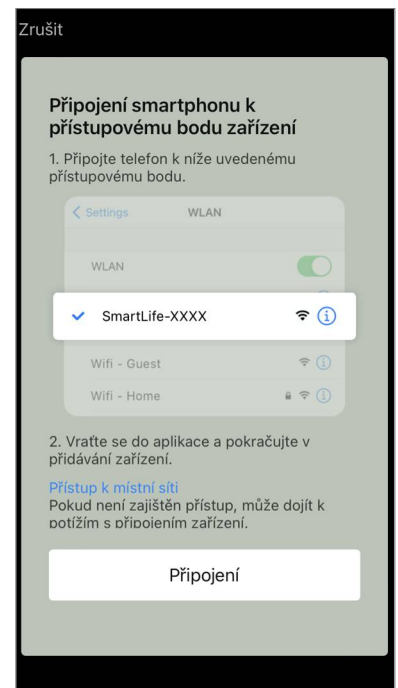 Zrušit
Připojení smartphonu k
přístupovému bodu zařízení
1. Připojte telefon k níže uvedenému
přístupovému bodu.
Settings WLAN
WLAN
SmartLife-XXXX
Wifi - Guest
Wifi - Home
2. Vraťte se do aplikace a pokračujte v
přidávání zařízení.
Přístup k místní síti
Pokud není zajištěn přístup, může dojít k
potížím s připojením zařízení.
Připojení